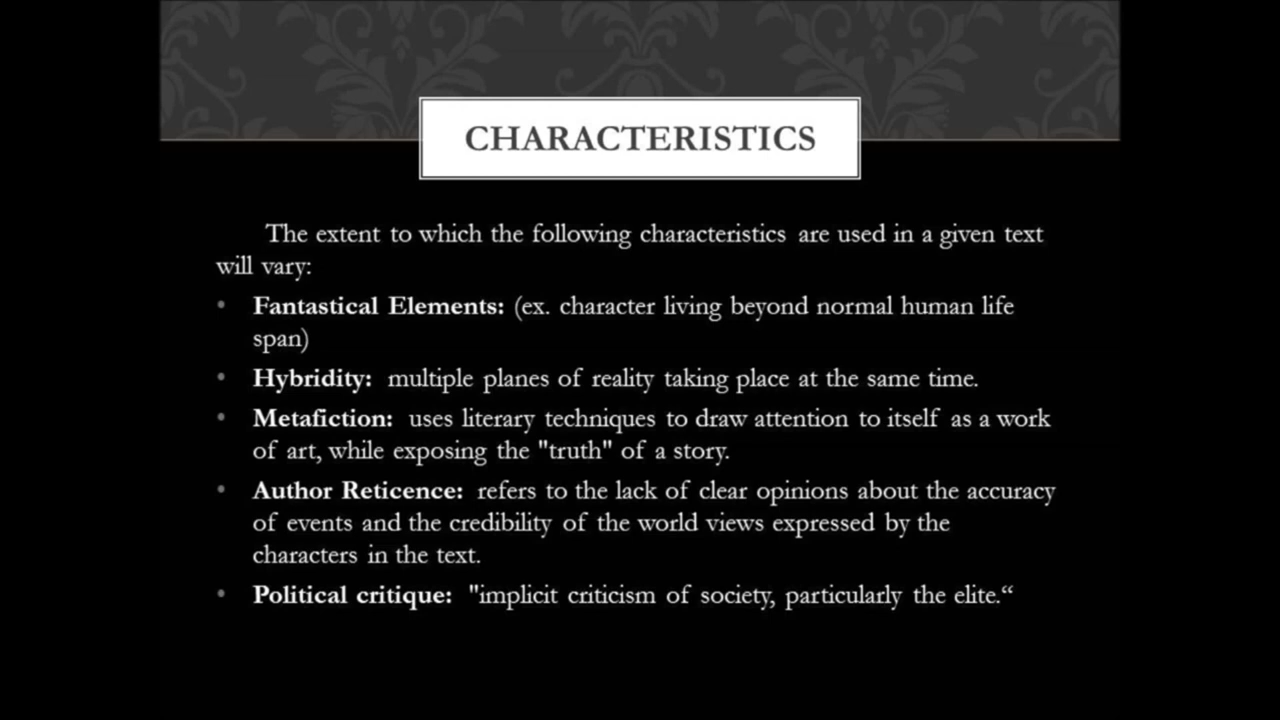 CHARACTERISTICS
The extent to which the following characteristics are used in a given text
will vary:
• Fantastical Elements: (ex. character living beyond normal human life
span)
• Hybridity: multiple planes of reality taking place at the same time.
• Metafiction: uses literary techniques to draw attention to itself as a work
of art, while exposing the "truth" of a story.
• Author Reticence: refers to the lack of clear opinions about the accuracy
of events and the credibility of the world views expressed by the
characters in the text.
• Political critique: "implicit criticism of society, particularly the elite.“